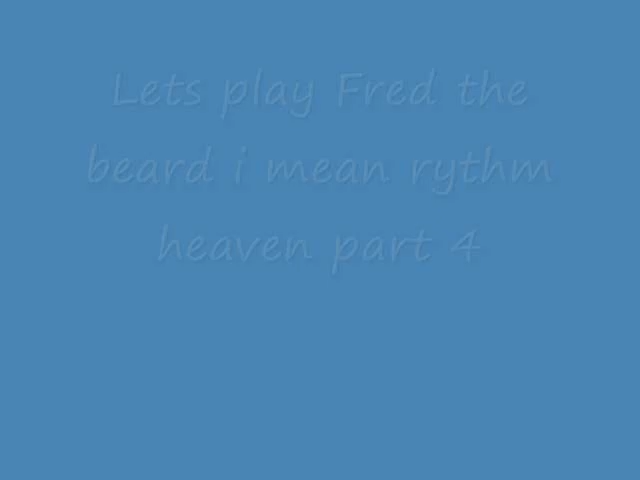 Lets play Fred the
beard i mean rythm
heaven part 4